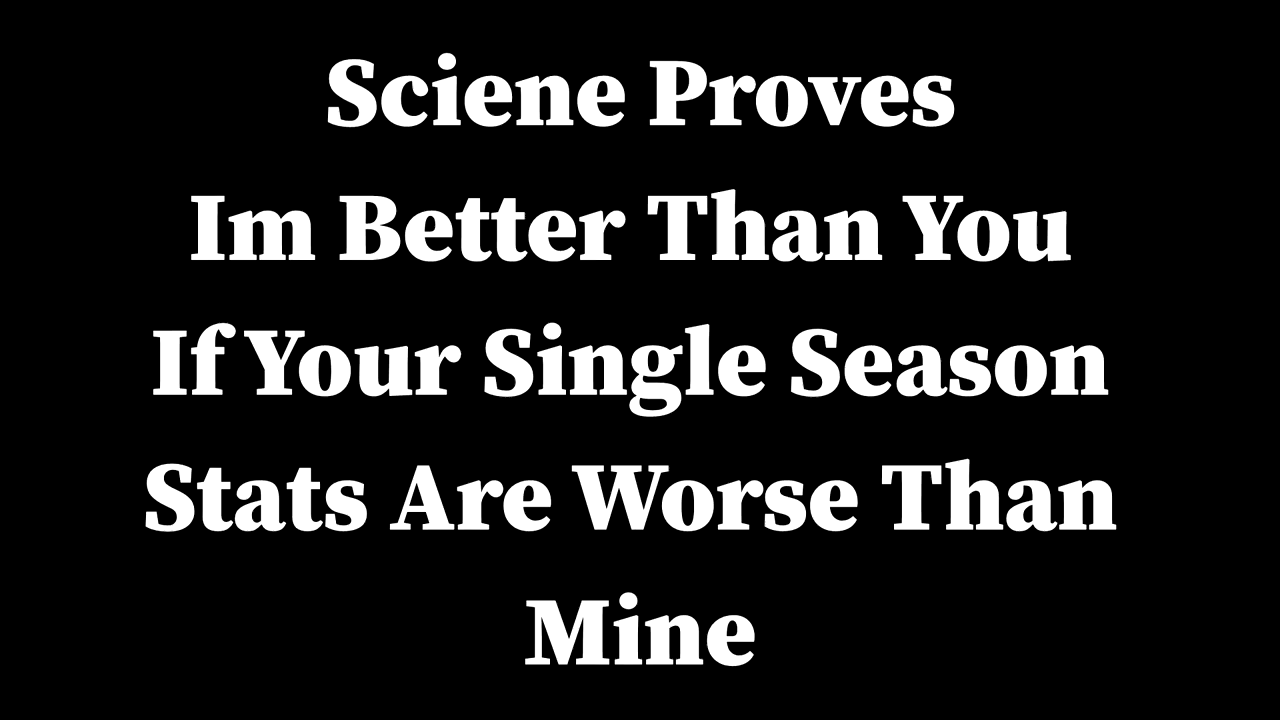 Sciene Proves
Im Better Than You
If Your Single Season
Stats Are Worse Than
Mine